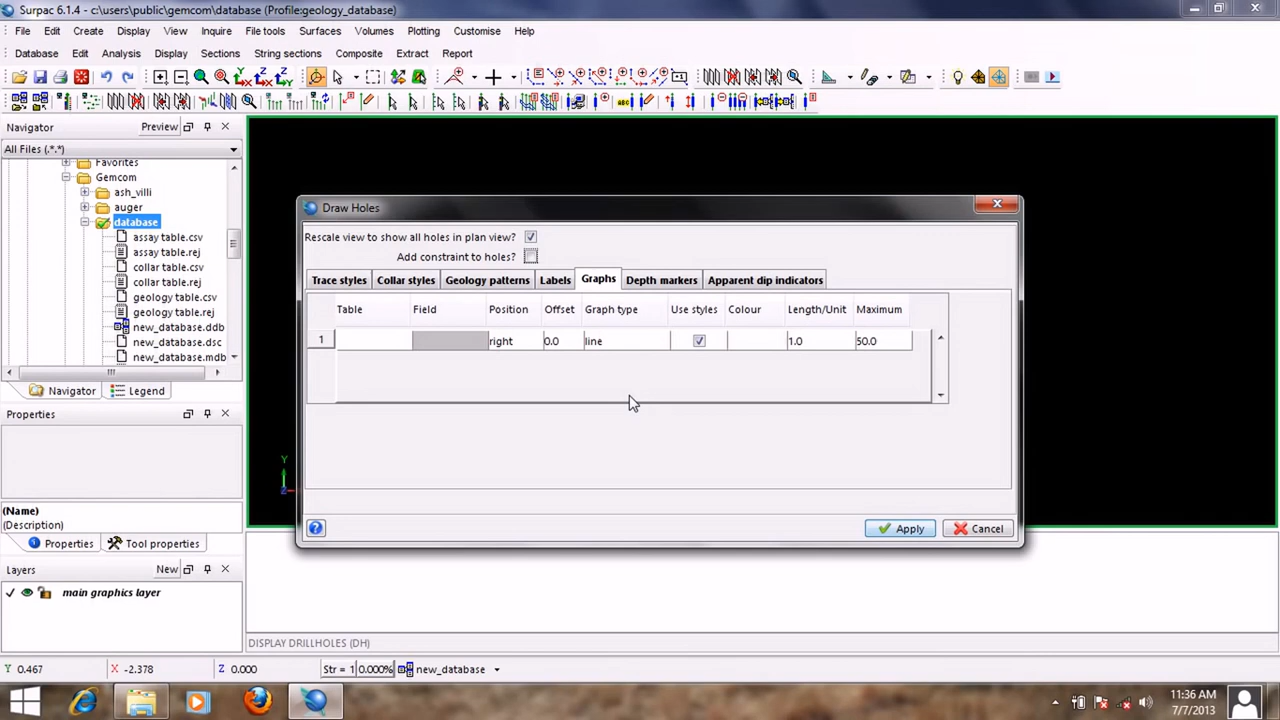 Surpac 6.1.4 - c:\users\public\gemcom\database (Profile:geology_database)
File Edit Create Display View Inquire File tools Surfaces Volumes Plotting Customise Help
Database Edit Analysis Display Sections String sections Composite Extract Report
Navigator Preview
All Files (*.*)
Favorites
Gemcom
ash_villi
auger
database
assay table.csv
assay table.rej
collar table.csv
collar table.rej
geology table.csv
geology table.rej
new_database.ddb
new_database.dsc
new_database.mdb
Navigator Legend
Properties
(Name)
(Description)
Properties Tool properties
Layers New
main graphics layer
Draw Holes
Rescale view to show all holes in plan view?
Add constraint to holes?
Trace styles Collar styles Geology patterns Labels Graphs Depth markers Apparent dip indicators
Table Field Position Offset Graph type Use styles Colour Length/Unit Maximum
1 right 0.0 line 1.0 50.0
Apply Cancel
Y
Z
DISPLAY DRILLHOLES (DH)
Y 0.467 X -2.378 Z 0.000 Str = 1 0.000% new_database
11:36 AM
7/7/2013